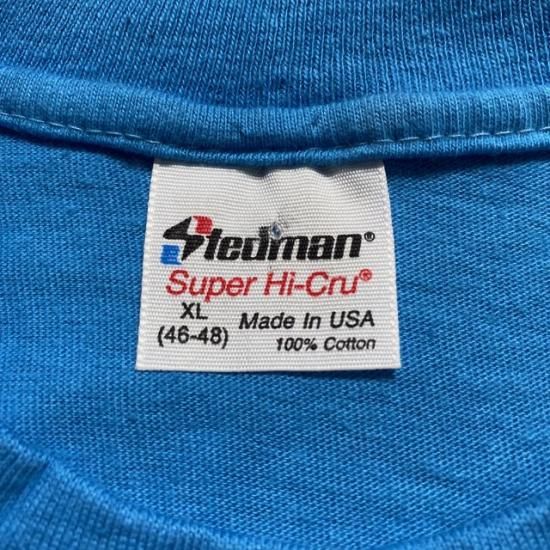 Stedman®
Super Hi-Cru®
XL
(46-48)
Made In USA
100% Cotton